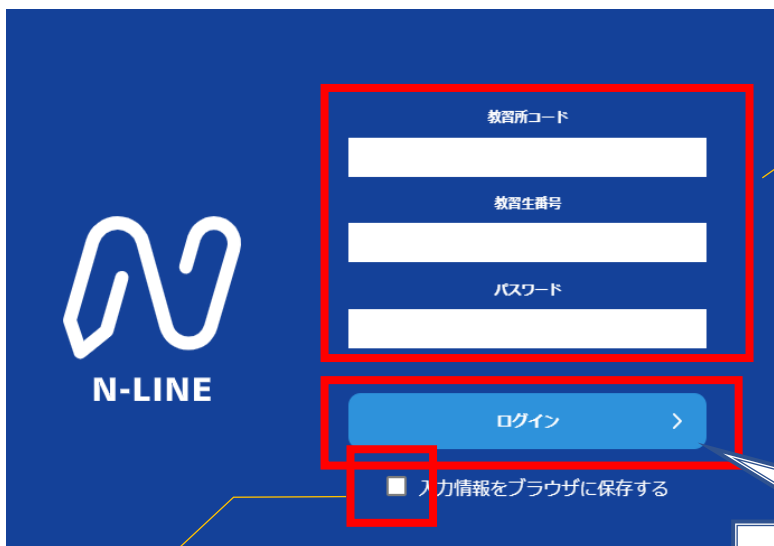 教習所コード
教習生番号
パスワード
N-LINE
ログイン
入力情報をブラウザに保存する